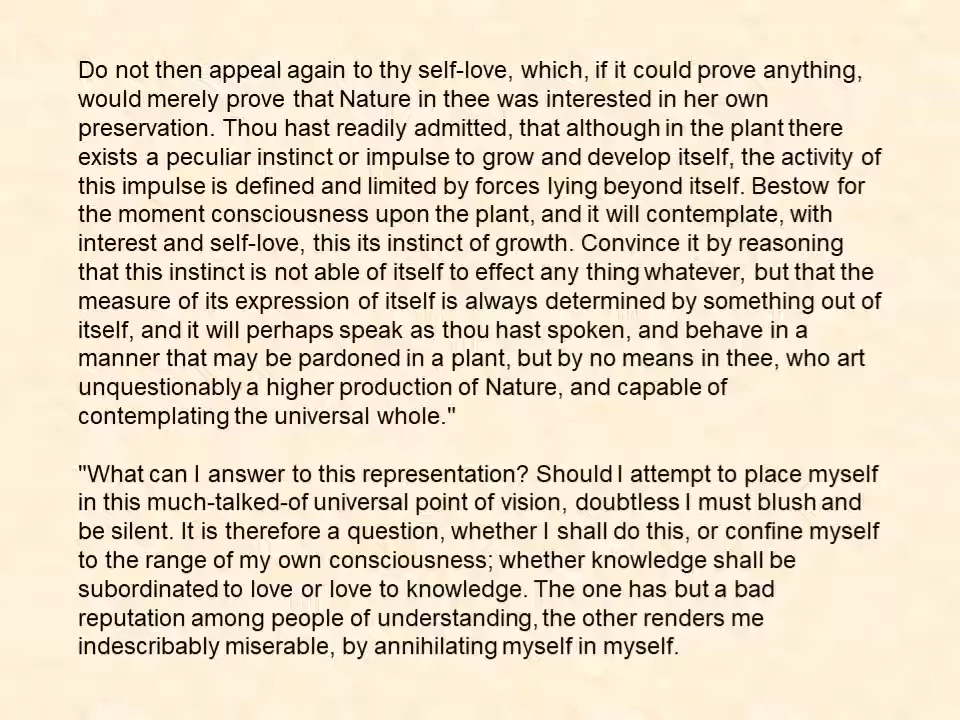 Do not then appeal again to thy self-love, which, if it could prove anything,
would merely prove that Nature in thee was interested in her own
preservation. Thou hast readily admitted, that although in the plant there
exists a peculiar instinct or impulse to grow and develop itself, the activity of
this impulse is defined and limited by forces lying beyond itself. Bestow for
the moment consciousness upon the plant, and it will contemplate, with
interest and self-love, this its instinct of growth. Convince it by reasoning
that this instinct is not able of itself to effect any thing whatever, but that the
measure of its expression of itself is always determined by something out of
itself, and it will perhaps speak as thou hast spoken, and behave in a
manner that may be pardoned in a plant, but by no means in thee, who art
unquestionably a higher production of Nature, and capable of
contemplating the universal whole."
"What can I answer to this representation? Should I attempt to place myself
in this much-talked-of universal point of vision, doubtless I must blush and
be silent. It is therefore a question, whether I shall do this, or confine myself
to the range of my own consciousness; whether knowledge shall be
subordinated to love or love to knowledge. The one has but a bad
reputation among people of understanding, the other renders me
indescribably miserable, by annihilating myself in myself.